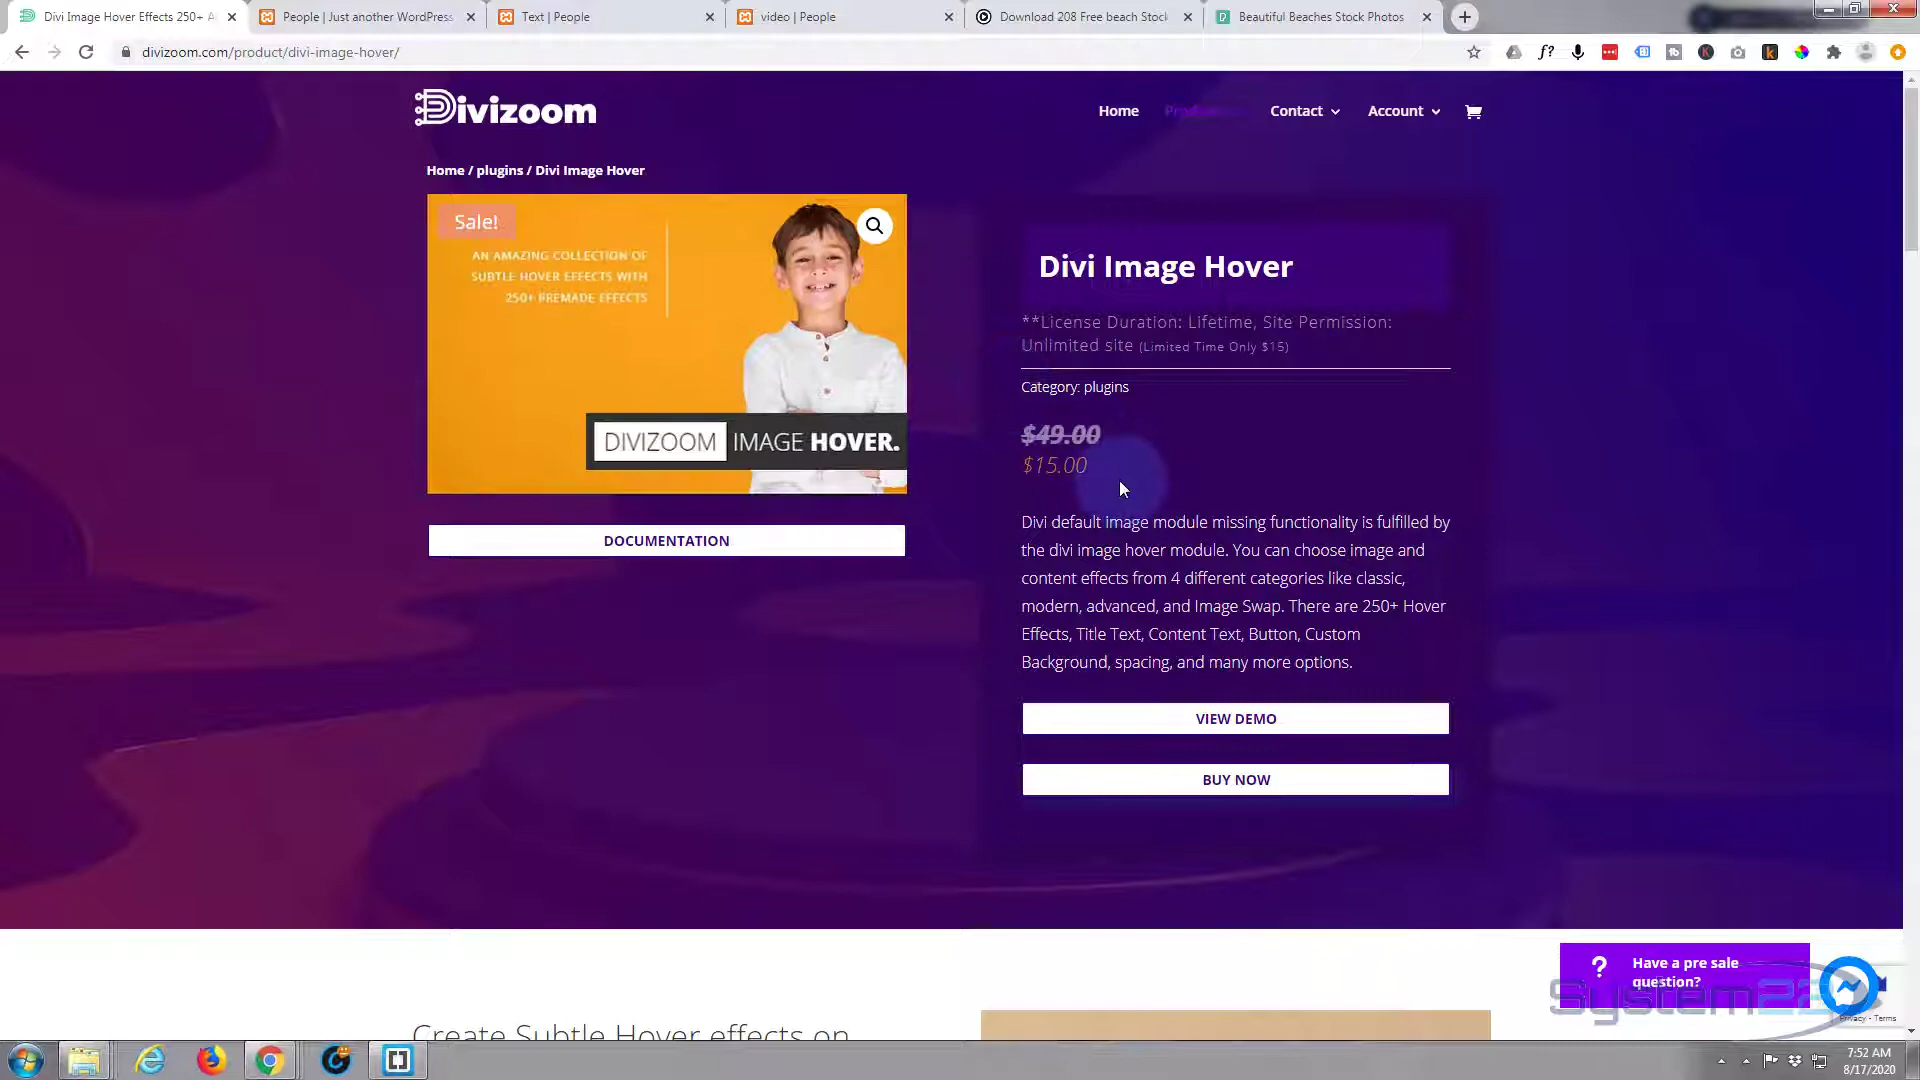 Divi Image Hover Effects 250+ A
People | Just another WordPress
Text | People
video | People
Download 208 Free beach Stock
Beautiful Beaches Stock Photos
divizoom.com/product/divi-image-hover/
Divizoom
Home
Contact
Account
Home / plugins / Divi Image Hover
Sale!
AN AMAZING COLLECTION OF
SUBTLE HOVER EFFECTS WITH
250+ PREMADE EFFECTS
DIVIZOOM IMAGE HOVER.
DOCUMENTATION
Divi Image Hover
**License Duration: Lifetime, Site Permission:
Unlimited site (Limited Time Only $15)
Category: plugins
$49.00
$15.00
Divi default image module missing functionality is fulfilled by
the divi image hover module. You can choose image and
content effects from 4 different categories like classic,
modern, advanced, and Image Swap. There are 250+ Hover
Effects, Title Text, Content Text, Button, Custom
Background, spacing, and many more options.
VIEW DEMO
BUY NOW
Have a pre sale
question?
Privacy - Terms
Create Subtle Hover effects on
7:52 AM
8/17/2020